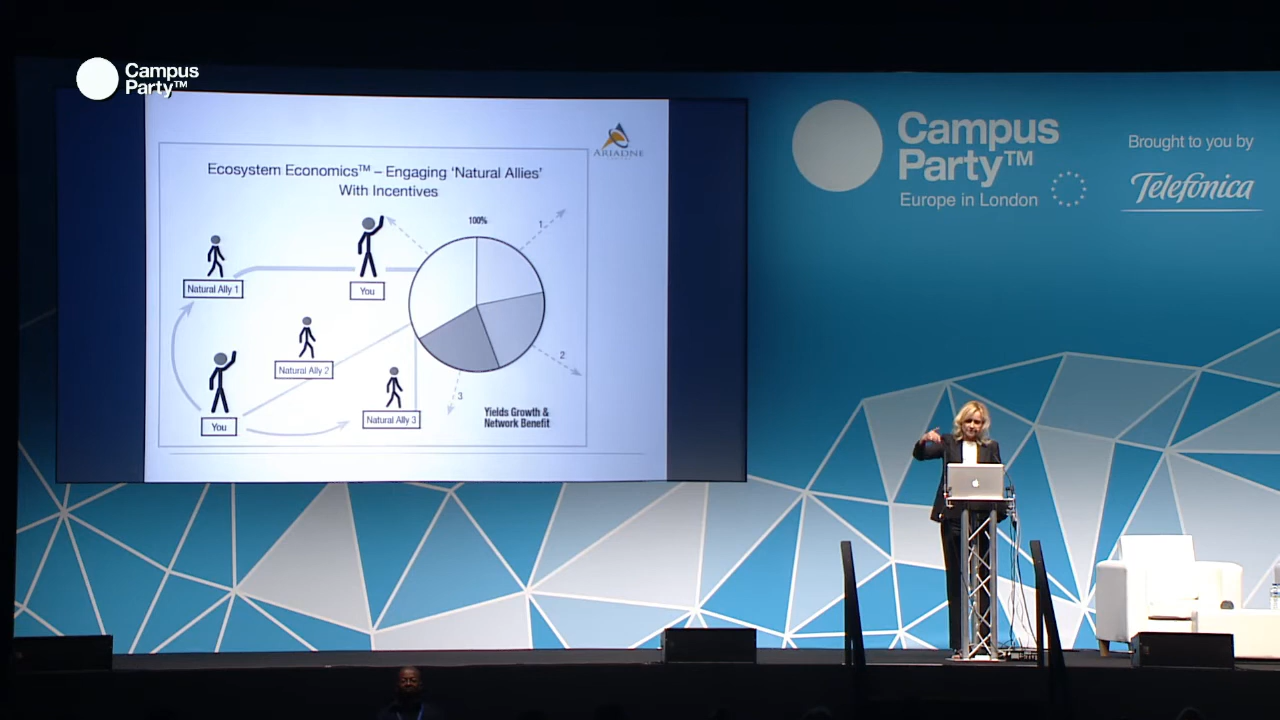 Campus
Party™
ARIADNE
Ecosystem Economics™ – Engaging ‘Natural Allies’
With Incentives
100%
1
Natural Ally 1
You
Natural Ally 2
2
You
Natural Ally 3
3
Yields Growth &
Network Benefit
Campus
Party™
Europe in London
Brought to you by
Telefónica